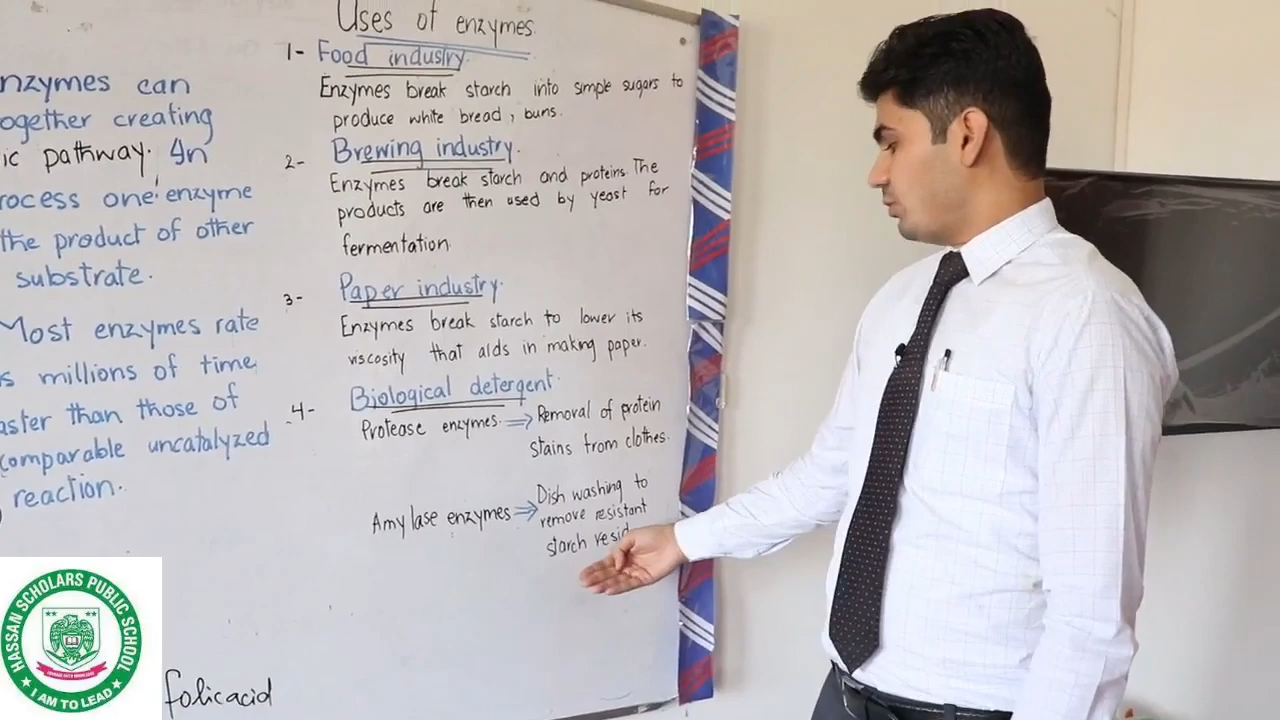 nzymes can
ogether creating
ic pathway. In
rocess one enzyme
the product of other
substrate.
Most enzymes rate
s millions of time
aster than those of
comparable uncatalyzed
reaction.
Uses of enzymes.
1- Food industry.
Enzymes break starch into simple sugars to
produce white bread, buns.
2- Brewing industry.
Enzymes break starch and proteins. The
products are then used by yeast for
fermentation.
3- Paper industry.
Enzymes break starch to lower its
viscosity that aids in making paper.
4- Biological detergent.
Protease enzymes. ⇒ Removal of protein
stains from clothes.
Amylase enzymes ⇒ Dish washing to
remove resistant
starch resid
folicacid
HASSAN SCHOLARS PUBLIC SCHOOL
★ I AM TO LEAD ★